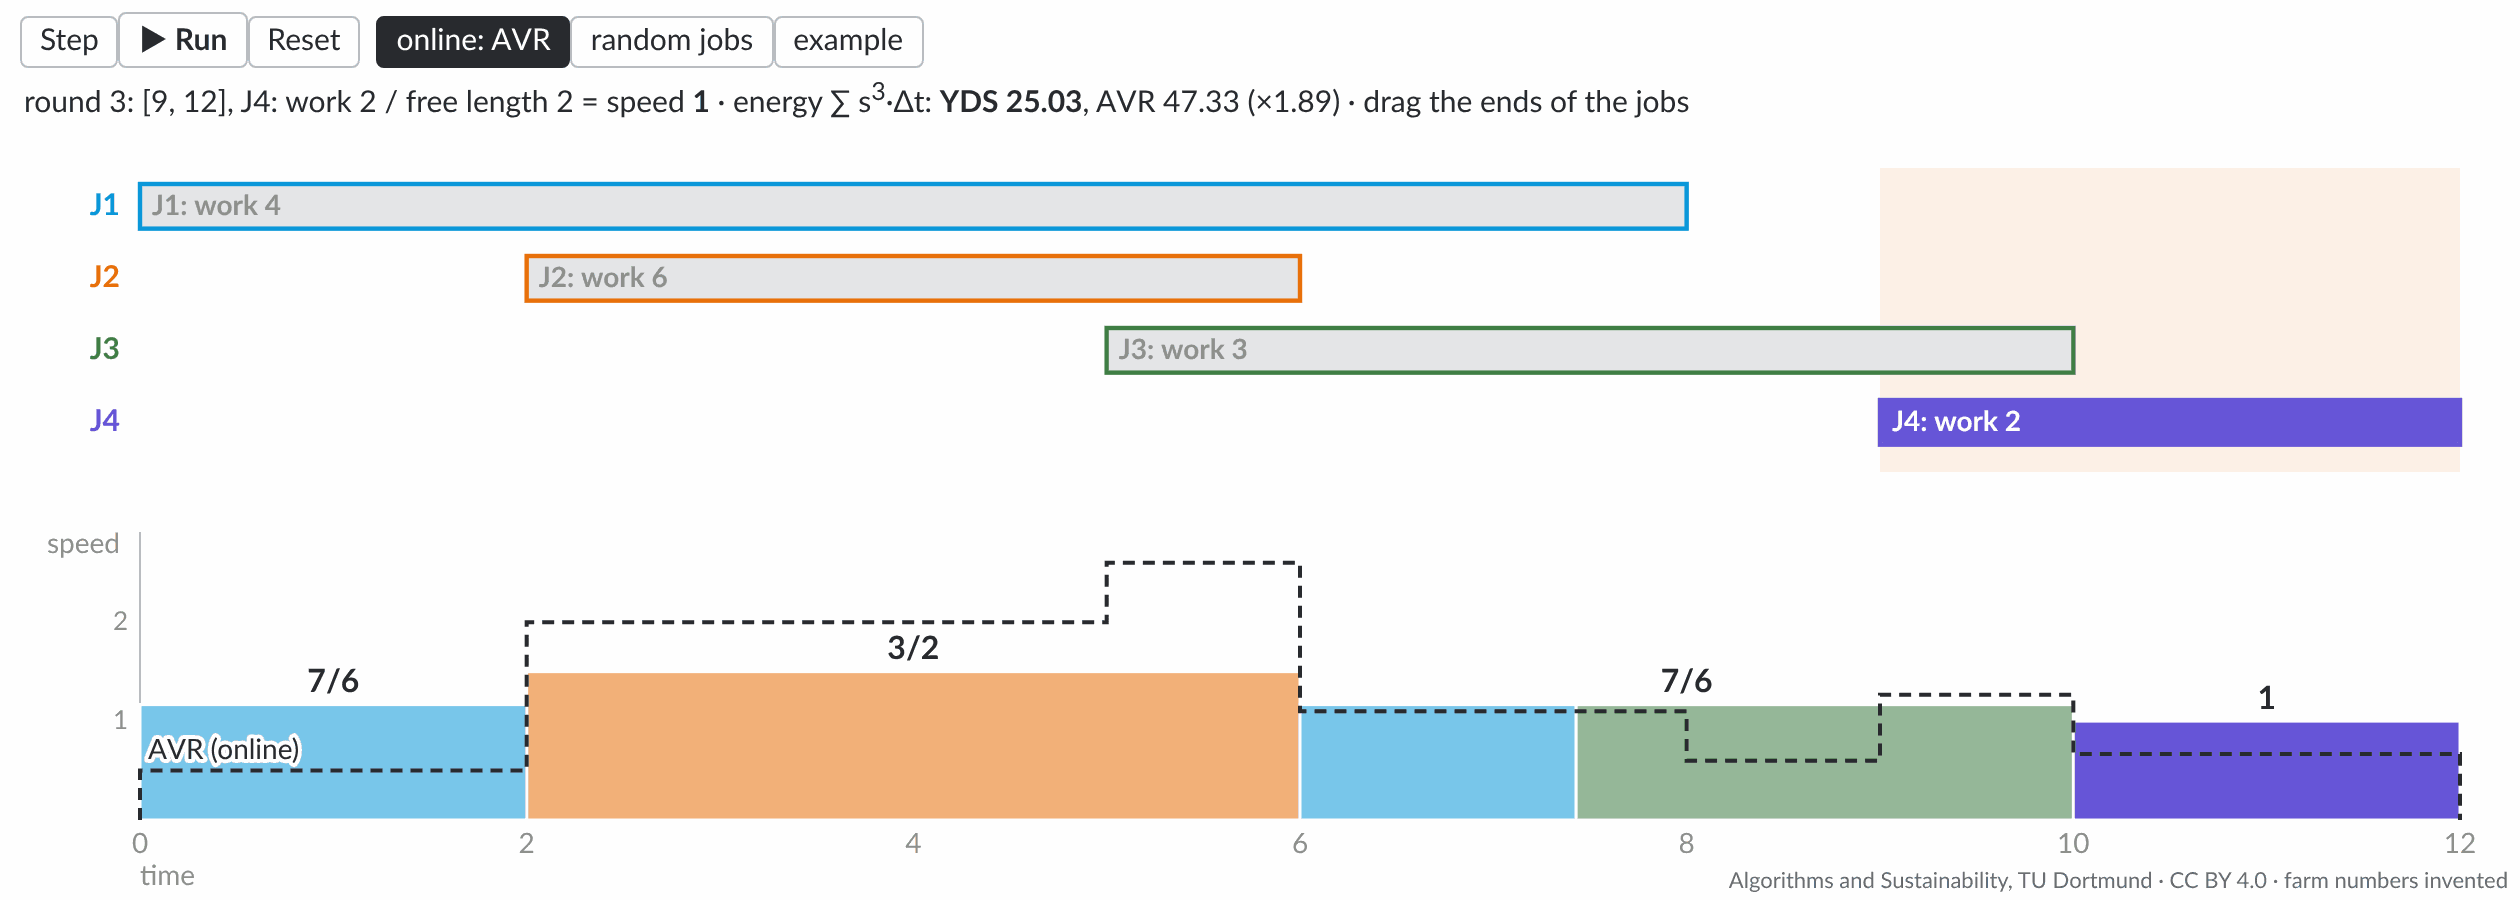 Step ▶ Run Reset online: AVR random jobs example
round 3: [9, 12], J4: work 2 / free length 2 = speed 1 · energy ∑ s³·Δt: YDS 25.03, AVR 47.33 (×1.89) · drag the ends of the jobs
J1 J1: work 4
J2 J2: work 6
J3 J3: work 3
J4 J4: work 2
speed
2
3/2
7/6 7/6 1
1
AVR (online)
0 2 4 6 8 10 12
time
Algorithms and Sustainability, TU Dortmund · CC BY 4.0 · farm numbers invented